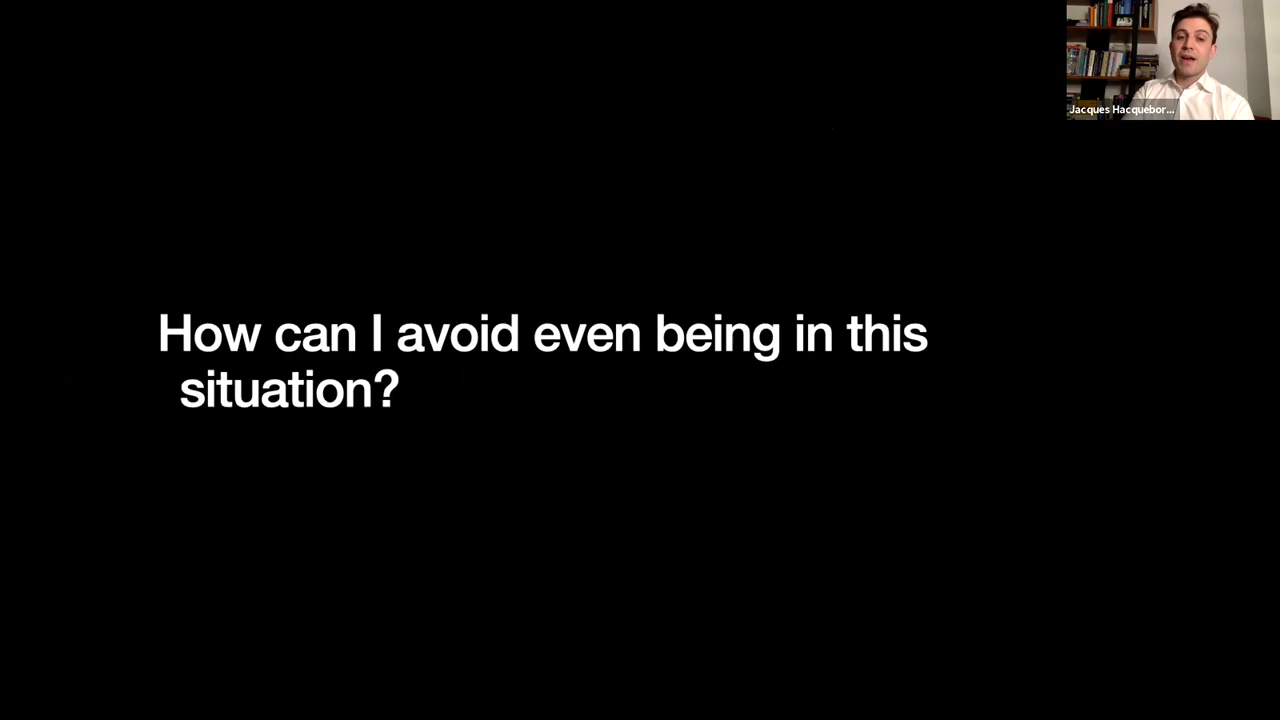 Jacques Hacquebor...
How can I avoid even being in this
situation?